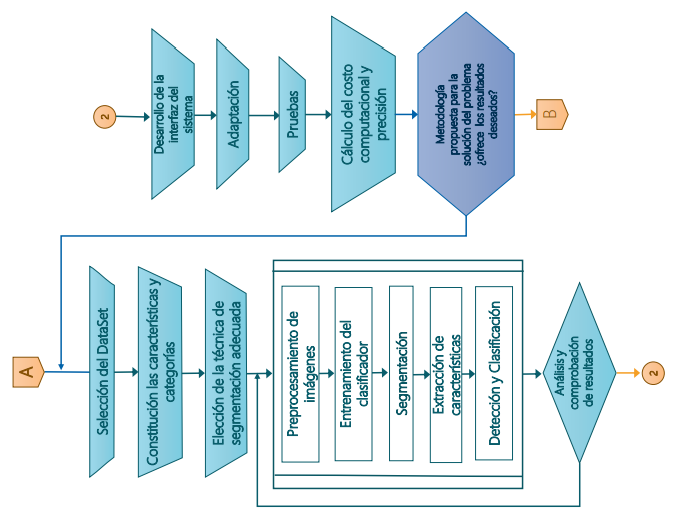 A
Selección del DataSet
Constitución las características y
categorías
Elección de la técnica de
segmentación adecuada
Preprocesamiento de
imágenes
Entrenamiento del
clasificador
Segmentación
Extracción de
características
Detección y Clasificación
Análisis y
comprobación
de resultados
2
2
Desarrollo de la
interfaz del
sistema
Adaptación
Pruebas
Cálculo del costo
computacional y
precisión
Metodología
propuesta para la
solución del problema
¿ofrece los resultados
deseados?
B